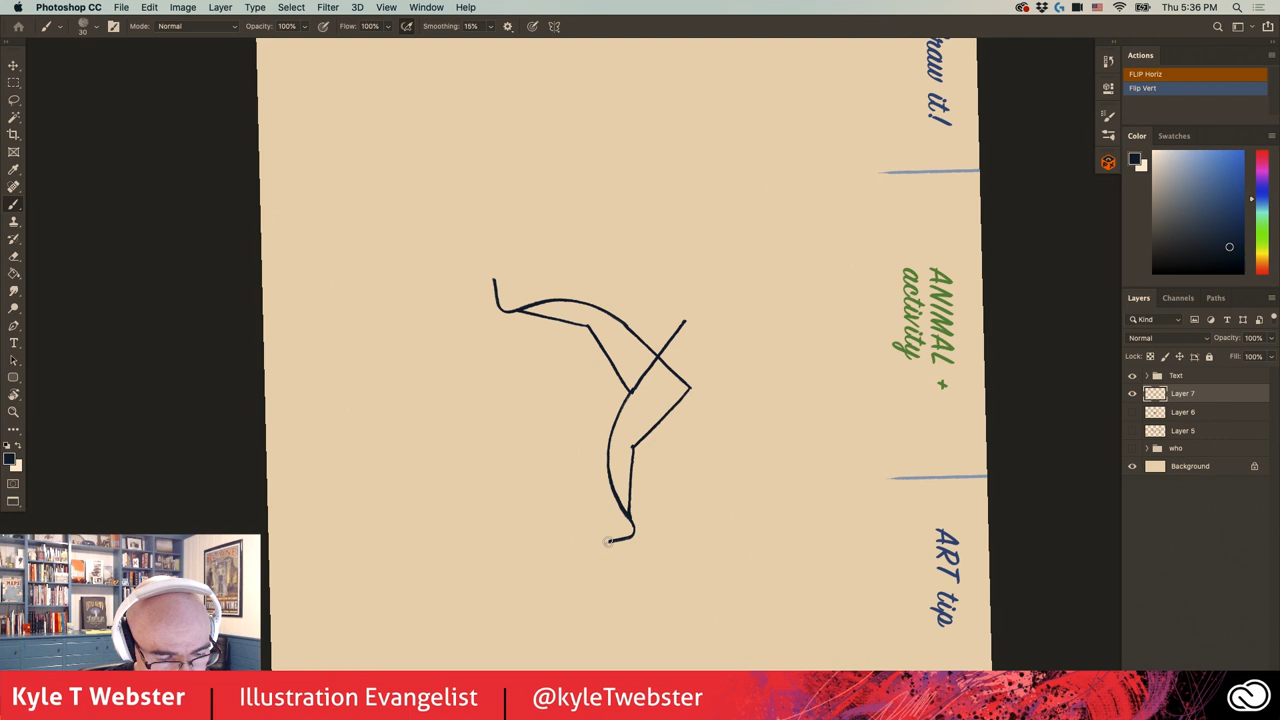 Photoshop CC File Edit Image Layer Type Select Filter 3D View Window Help Thu 5:36 PM
30 Mode: Normal Opacity: 100% Flow: 100% Smoothing: 15%
Actions
FLIP Horiz
Flip Vert
Color Swatches
Layers Channels Paths
Kind
Normal Opacity: 100%
Lock: Fill: 100%
Text
Layer 7
Layer 6
Layer 5
who
Background
raw it!
ANIMAL +
activity
ART tip
Kyle T Webster | Illustration Evangelist | @kyleTwebster